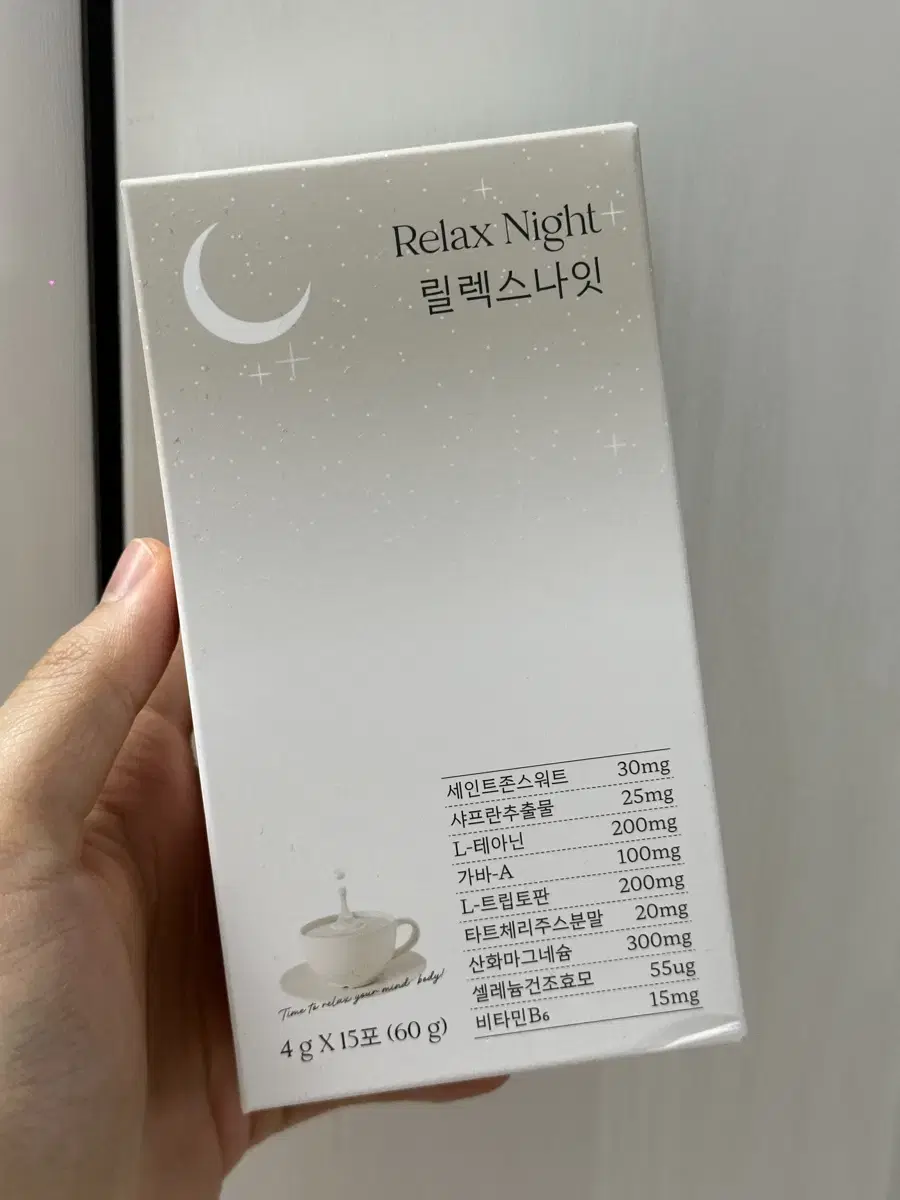 Relax Night
릴렉스나잇
세인트존스워트 30mg
샤프란추출물 25mg
L-테아닌 200mg
가바-A 100mg
L-트립토판 200mg
타트체리주스분말 20mg
산화마그네슘 300mg
셀레늄건조효모 55ug
비타민B₆ 15mg
Time to relax your mind body!
4 g X 15포 (60 g)